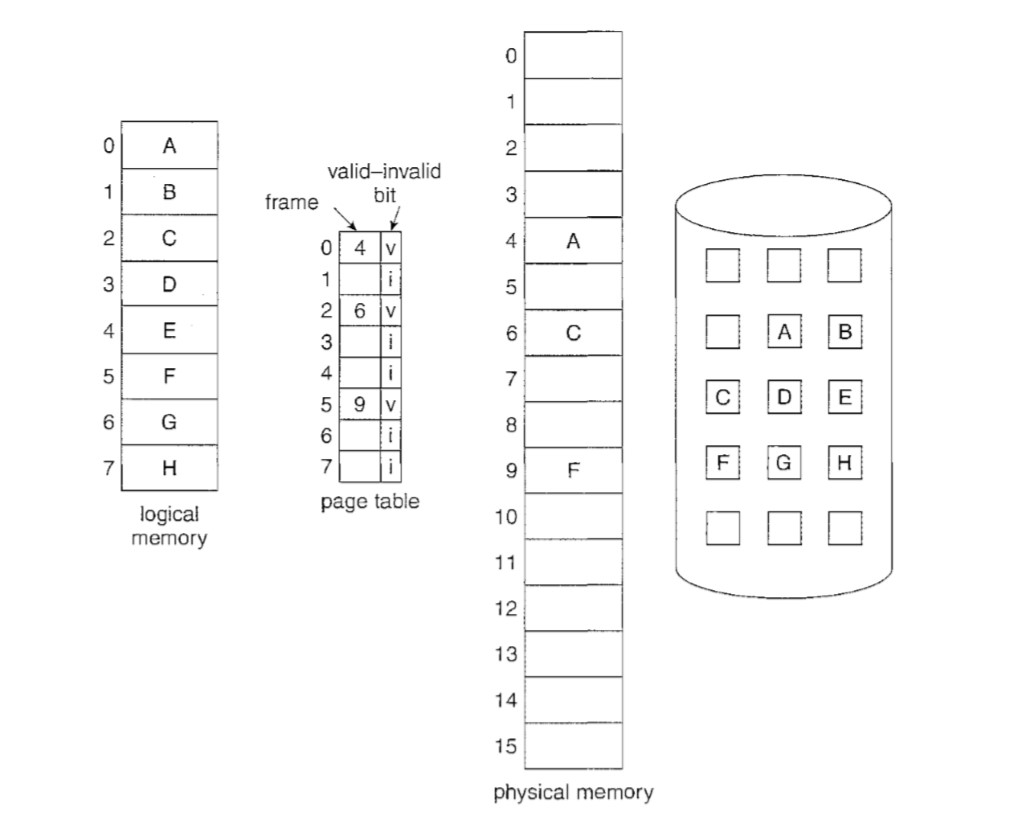 0 A
1 B
2 C
3 D
4 E
5 F
6 G
7 H
logical
memory
valid–invalid
bit
frame
0 4 v
1 i
2 6 v
3 i
4 i
5 9 v
6 i
7 i
page table
0
1
2
3
4 A
5
6 C
7
8
9 F
10
11
12
13
14
15
physical memory
A B
C D E
F G H